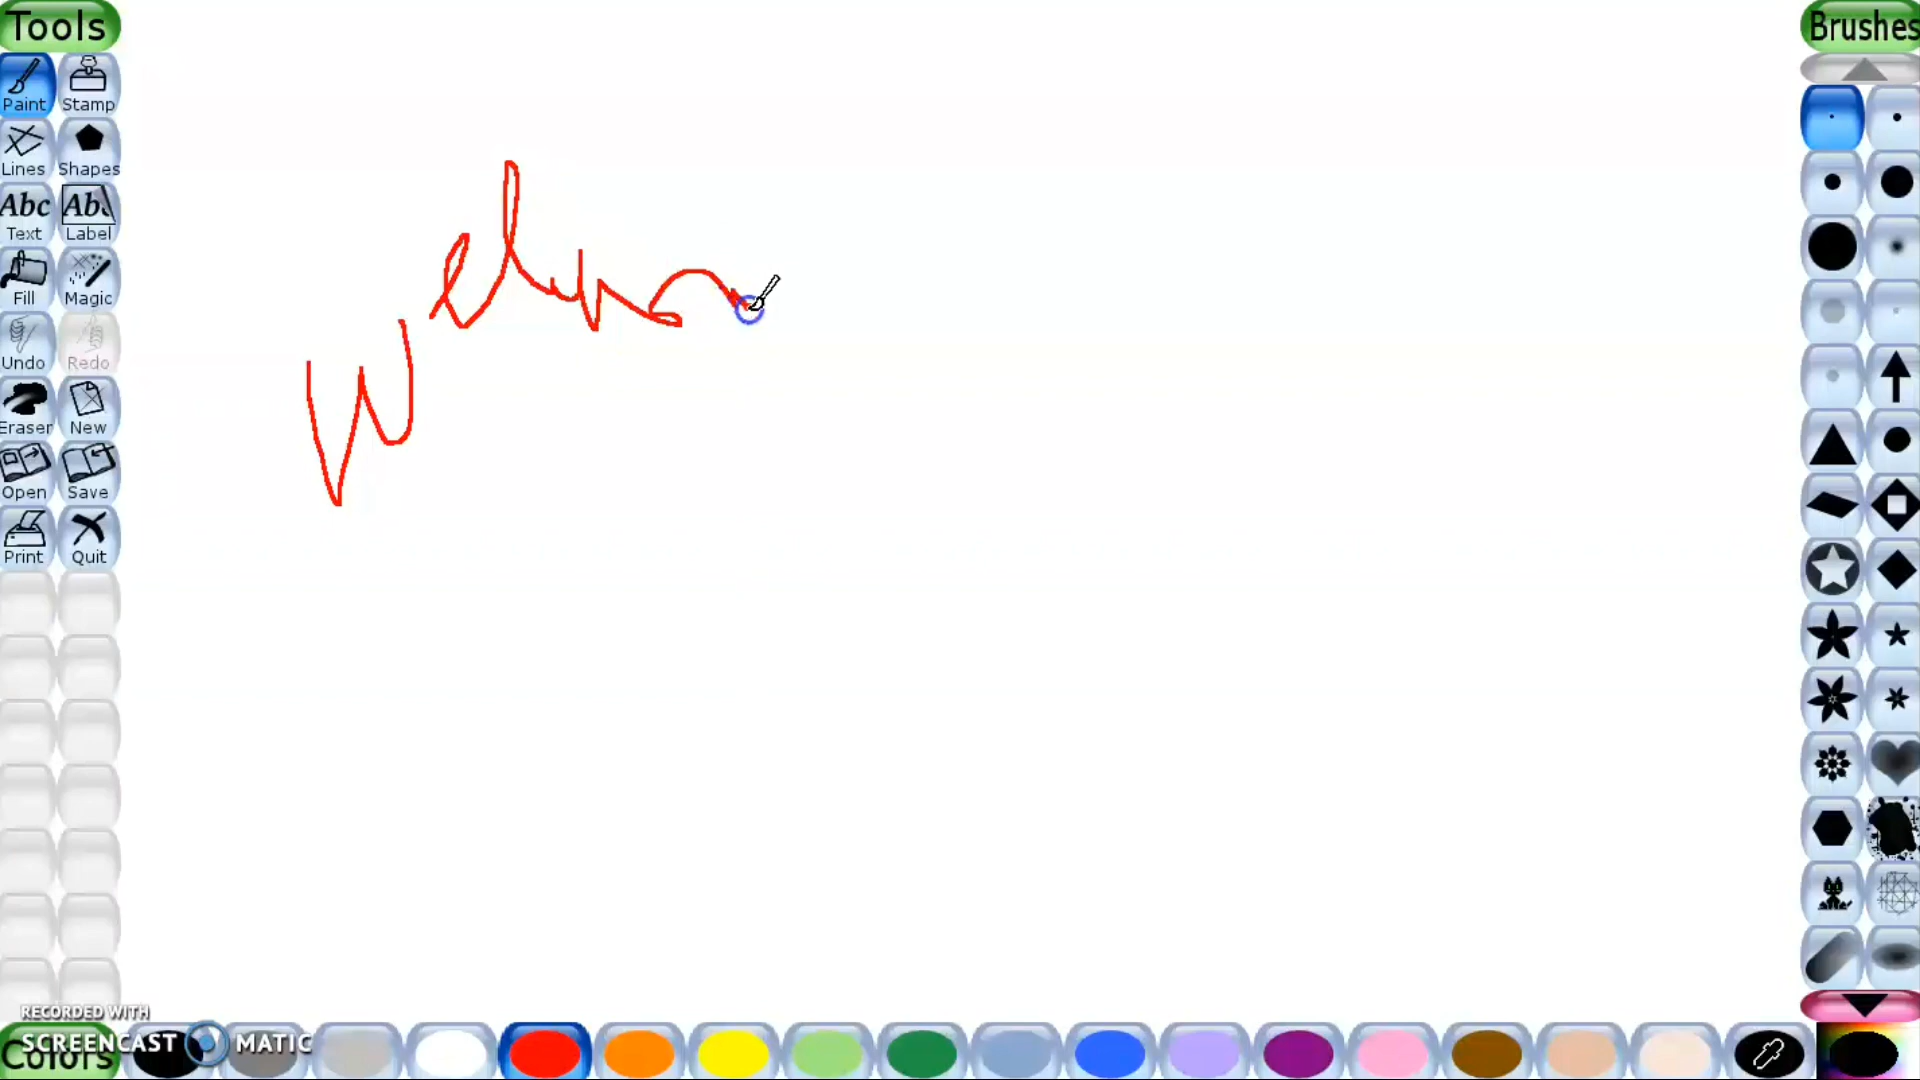 Tools
Brushes
Paint
Stamp
Lines
Shapes
Abc
Abc
Text
Label
Fill
Magic
Undo
Redo
Eraser
New
Open
Save
Print
Quit
RECORDED WITH
SCREENCAST MATIC
Colors